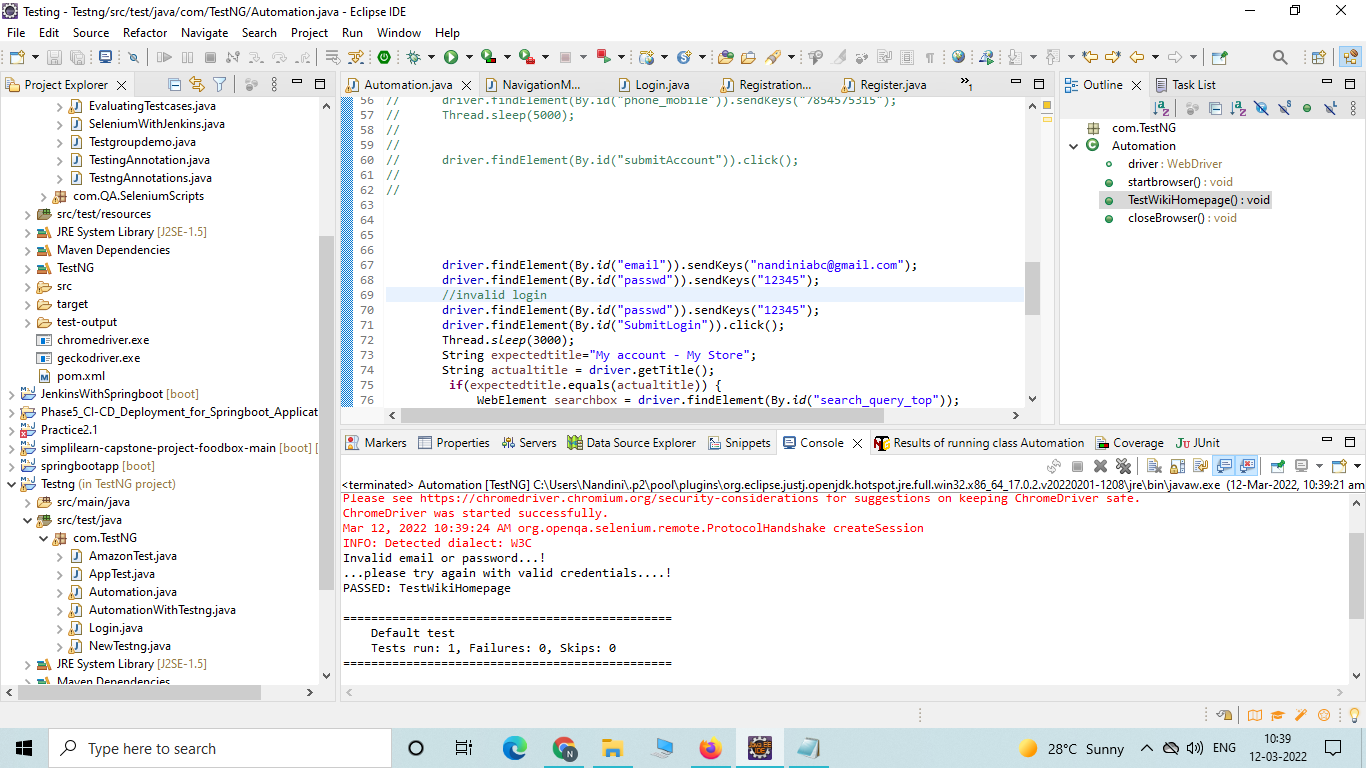 Testing - Testng/src/test/java/com/TestNG/Automation.java - Eclipse IDE
File Edit Source Refactor Navigate Search Project Run Window Help
Project Explorer
EvaluatingTestcases.java
SeleniumWithJenkins.java
Testgroupdemo.java
TestingAnnotation.java
TestngAnnotations.java
com.QA.SeleniumScripts
src/test/resources
JRE System Library [J2SE-1.5]
Maven Dependencies
TestNG
src
target
test-output
chromedriver.exe
geckodriver.exe
pom.xml
JenkinsWithSpringboot [boot]
Phase5_CI-CD_Deployment_for_Springboot_Applicat
Practice2.1
simplilearn-capstone-project-foodbox-main [boot] [
springbootapp [boot]
Testng (in TestNG project)
src/main/java
src/test/java
com.TestNG
AmazonTest.java
AppTest.java
Automation.java
AutomationWithTestng.java
Login.java
NewTestng.java
JRE System Library [J2SE-1.5]
Maven Dependencies
Automation.java NavigationM... Login.java Registration... Register.java »1
56 // driver.findElement(By.id("phone_mobile")).sendKeys("7854575315");
57 // Thread.sleep(5000);
58 //
59 //
60 // driver.findElement(By.id("submitAccount")).click();
61 //
62 //
63
64
65
66
67 driver.findElement(By.id("email")).sendKeys("nandiniabc@gmail.com");
68 driver.findElement(By.id("passwd")).sendKeys("12345");
69 //invalid login
70 driver.findElement(By.id("passwd")).sendKeys("12345");
71 driver.findElement(By.id("SubmitLogin")).click();
72 Thread.sleep(3000);
73 String expectedtitle="My account - My Store";
74 String actualtitle = driver.getTitle();
75 if(expectedtitle.equals(actualtitle)) {
76 WebElement searchbox = driver.findElement(By.id("search_query_top"));
Outline Task List
com.TestNG
Automation
driver : WebDriver
startbrowser() : void
TestWikiHomepage() : void
closeBrowser() : void
Markers Properties Servers Data Source Explorer Snippets Console Results of running class Automation Coverage JUnit
<terminated> Automation [TestNG] C:\Users\Nandini\.p2\pool\plugins\org.eclipse.justj.openjdk.hotspot.jre.full.win32.x86_64_17.0.2.v20220201-1208\jre\bin\javaw.exe (12-Mar-2022, 10:39:21 am
Please see https://chromedriver.chromium.org/security-considerations for suggestions on keeping ChromeDriver safe.
ChromeDriver was started successfully.
Mar 12, 2022 10:39:24 AM org.openqa.selenium.remote.ProtocolHandshake createSession
INFO: Detected dialect: W3C
Invalid email or password...!
...please try again with valid credentials....!
PASSED: TestWikiHomepage
===============================================
Default test
Tests run: 1, Failures: 0, Skips: 0
===============================================
Type here to search
28°C Sunny
ENG
10:39
12-03-2022